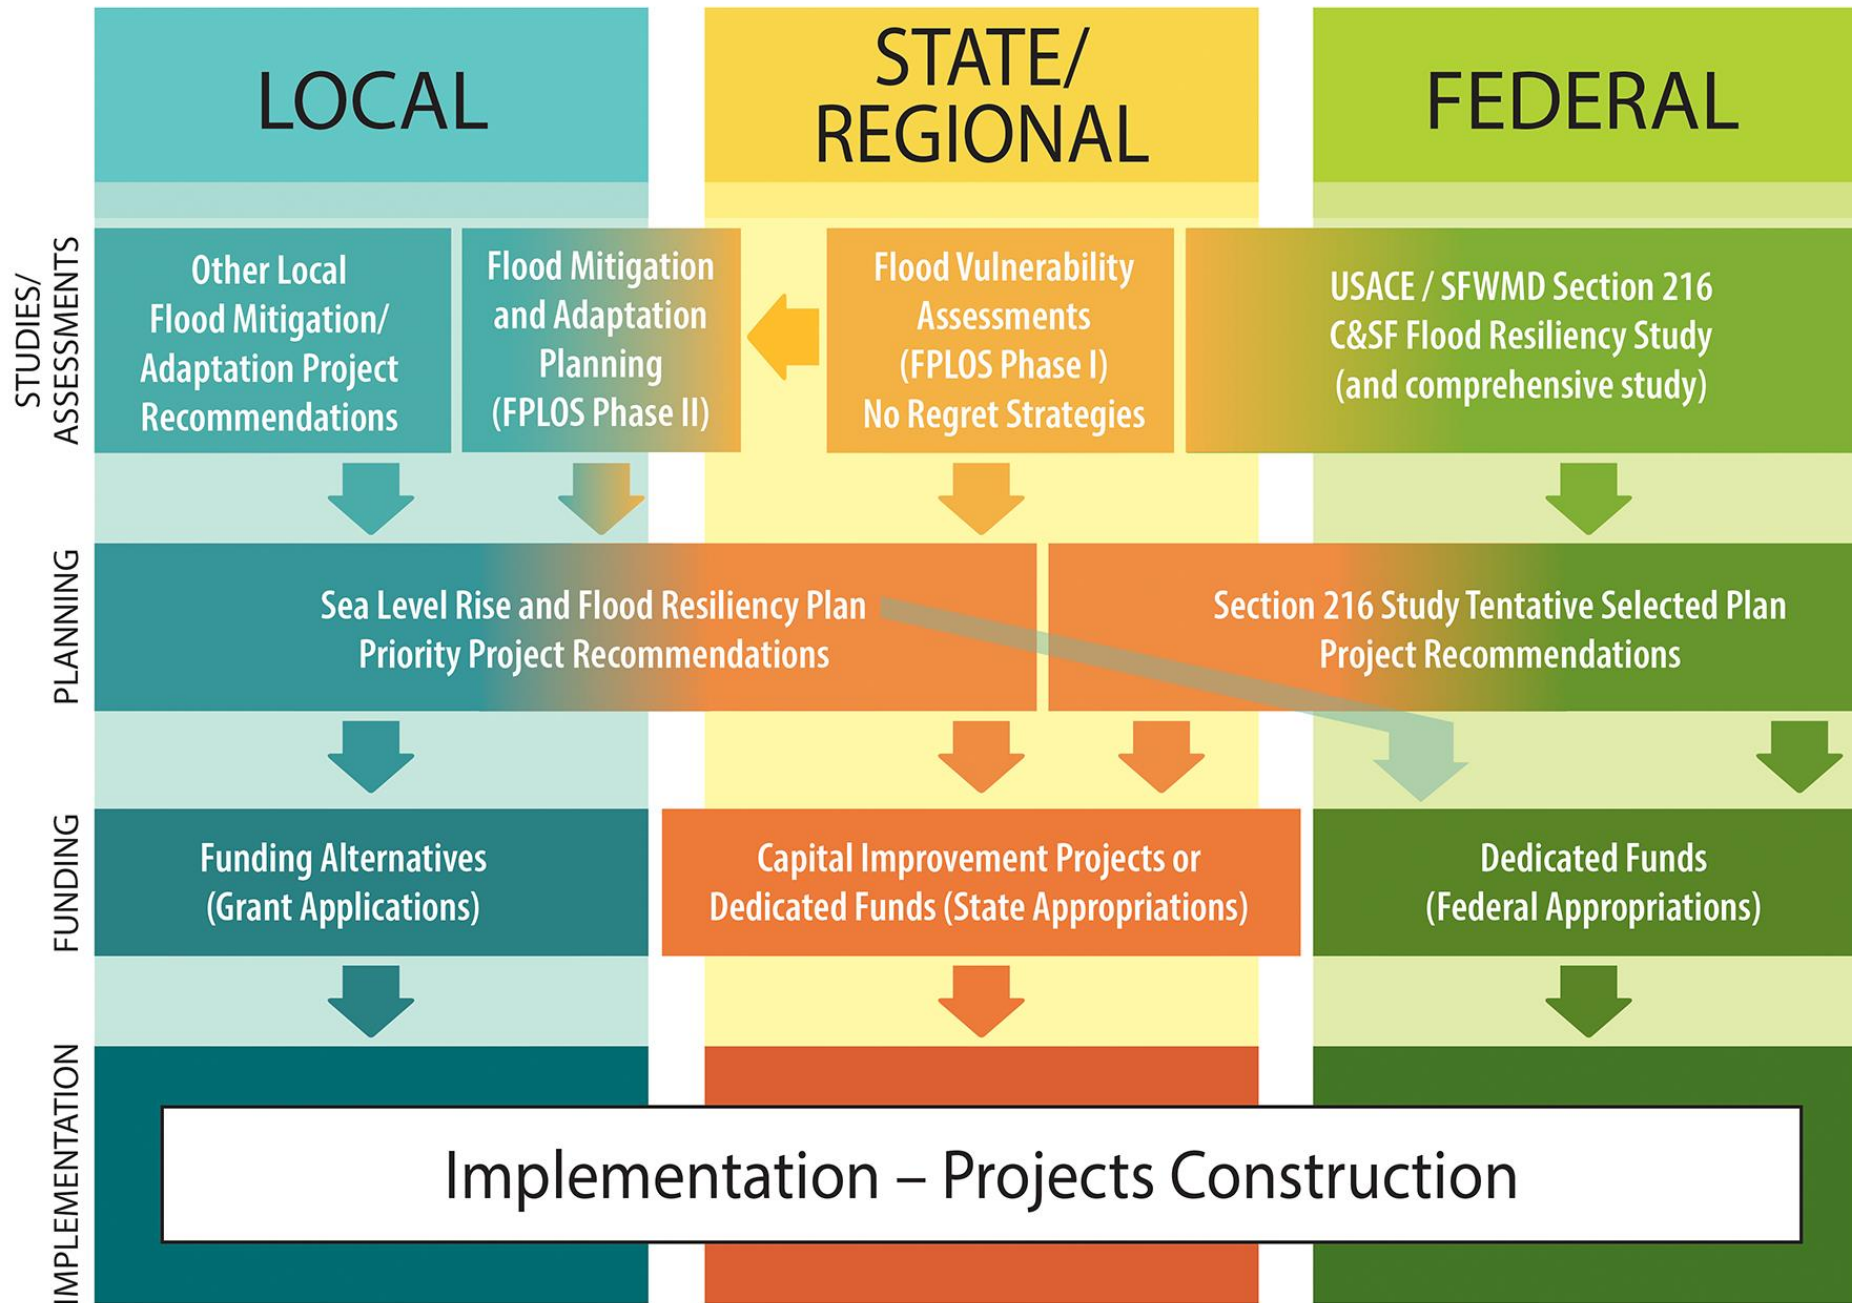 LOCAL
STATE/
REGIONAL
FEDERAL
STUDIES/
ASSESSMENTS
Other Local
Flood Mitigation/
Adaptation Project
Recommendations
Flood Mitigation
and Adaptation
Planning
(FPLOS Phase II)
Flood Vulnerability
Assessments
(FPLOS Phase I)
No Regret Strategies
USACE / SFWMD Section 216
C&SF Flood Resiliency Study
(and comprehensive study)
PLANNING
Sea Level Rise and Flood Resiliency Plan
Priority Project Recommendations
Section 216 Study Tentative Selected Plan
Project Recommendations
FUNDING
Funding Alternatives
(Grant Applications)
Capital Improvement Projects or
Dedicated Funds (State Appropriations)
Dedicated Funds
(Federal Appropriations)
IMPLEMENTATION
Implementation – Projects Construction